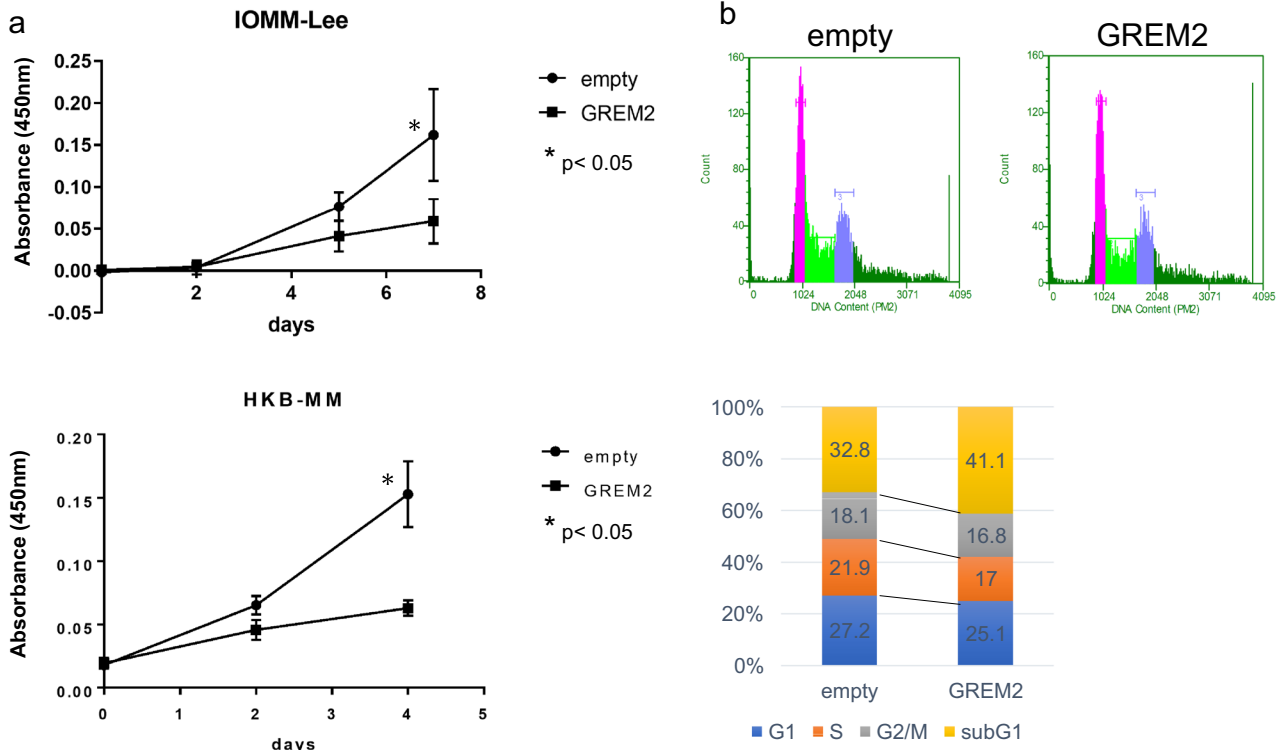 a
IOMM-Lee
Absorbance (450nm)
0.25
0.20
0.15
0.10
0.05
0.00
-0.05
2
4
6
8
days
*
empty
GREM2
* p< 0.05
HKB-MM
Absorbance (450nm)
0.20
0.15
0.10
0.05
0.00
0
1
2
3
4
5
days
*
empty
GREM2
* p< 0.05
b
empty
Count
160
120
80
40
0
3
0
1024
2048
3071
4095
DNA Content (PM2)
GREM2
Count
160
120
80
40
0
3
0
1024
2048
3071
4095
DNA Content (PM2)
100%
80%
60%
40%
20%
0%
32.8
18.1
21.9
27.2
41.1
16.8
17
25.1
empty
GREM2
G1
S
G2/M
subG1